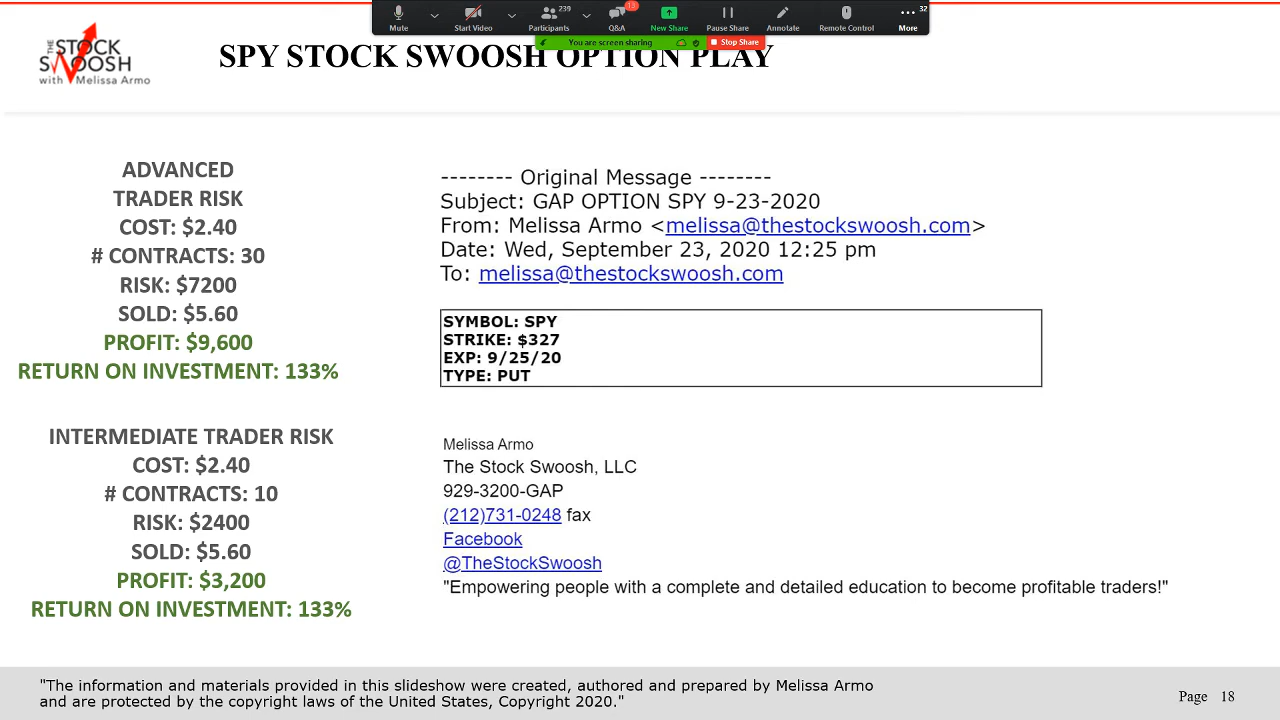 Mute
Start Video
Participants
239
Q&A
13
New Share
Pause Share
Annotate
Remote Control
More
32
You are screen sharing
Stop Share
THE STOCK
SWOOSH
with Melissa Armo
SPY STOCK SWOOSH OPTION PLAY
ADVANCED
TRADER RISK
COST: $2.40
# CONTRACTS: 30
RISK: $7200
SOLD: $5.60
PROFIT: $9,600
RETURN ON INVESTMENT: 133%
INTERMEDIATE TRADER RISK
COST: $2.40
# CONTRACTS: 10
RISK: $2400
SOLD: $5.60
PROFIT: $3,200
RETURN ON INVESTMENT: 133%
-------- Original Message --------
Subject: GAP OPTION SPY 9-23-2020
From: Melissa Armo <melissa@thestockswoosh.com>
Date: Wed, September 23, 2020 12:25 pm
To: melissa@thestockswoosh.com
SYMBOL: SPY
STRIKE: $327
EXP: 9/25/20
TYPE: PUT
Melissa Armo
The Stock Swoosh, LLC
929-3200-GAP
(212)731-0248 fax
Facebook
@TheStockSwoosh
"Empowering people with a complete and detailed education to become profitable traders!"
"The information and materials provided in this slideshow were created, authored and prepared by Melissa Armo
and are protected by the copyright laws of the United States, Copyright 2020."
Page 18